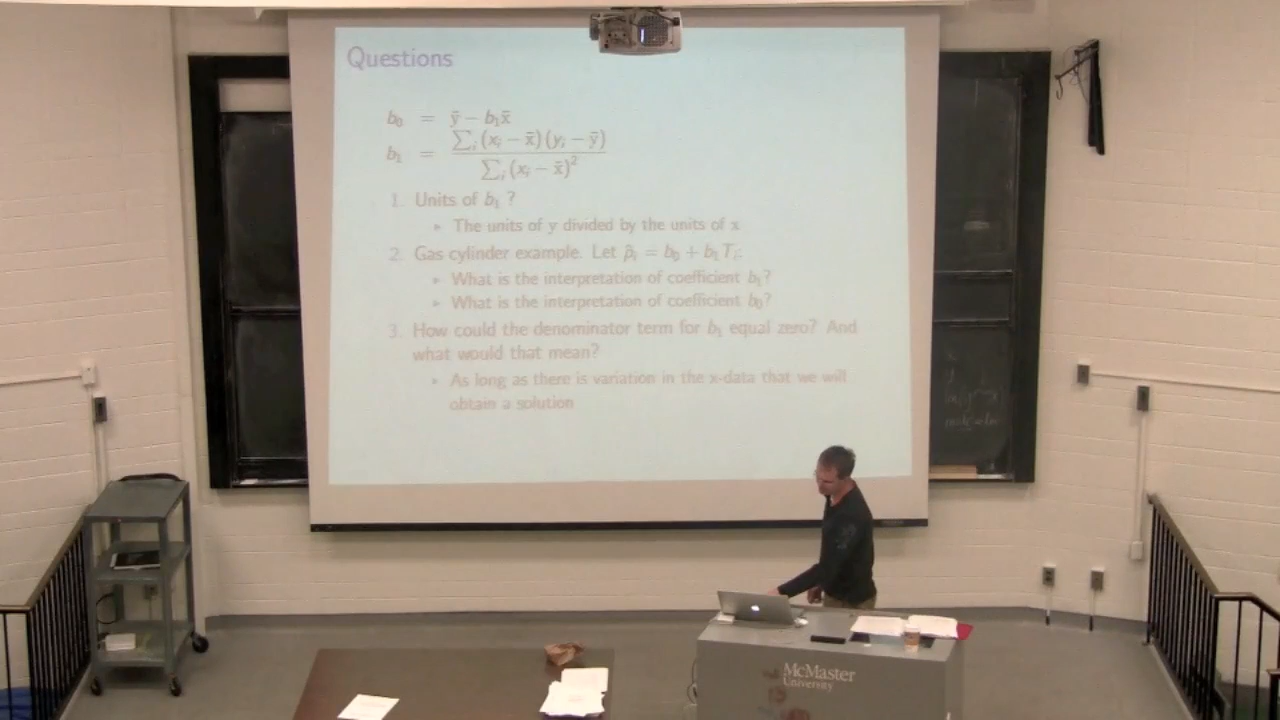 Questions
b₀ = ȳ − b₁x̄
b₁ = ∑ᵢ (xᵢ − x̄)(yᵢ − ȳ) / ∑ᵢ (xᵢ − x̄)²
1. Units of b₁ ?
▸ The units of y divided by the units of x
2. Gas cylinder example. Let p̂ᵢ = b₀ + b₁Tᵢ:
▸ What is the interpretation of coefficient b₁?
▸ What is the interpretation of coefficient b₀?
3. How could the denominator term for b₁ equal zero? And
what would that mean?
▸ As long as there is variation in the x-data that we will
obtain a solution
McMaster
University